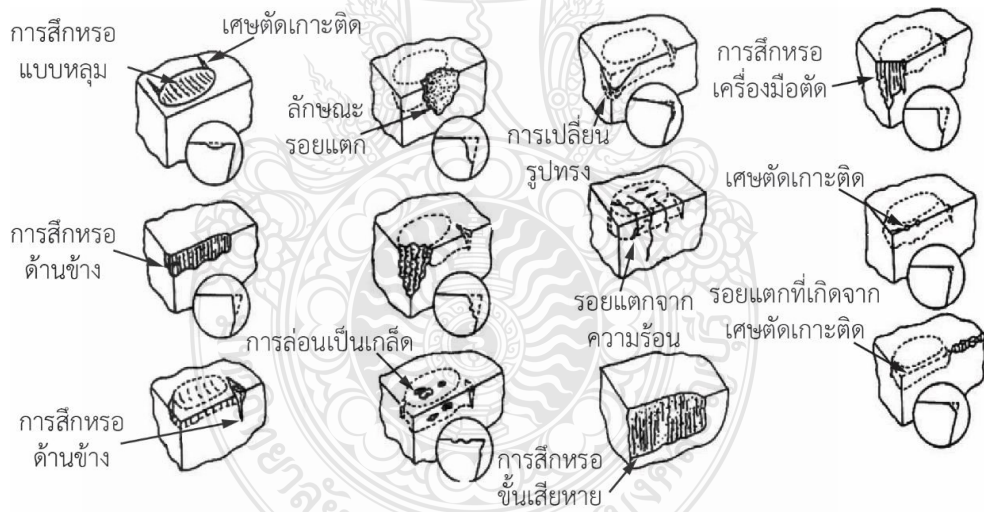 การสึกหรอ
แบบหลุม
เศษตัดเกาะติด
ลักษณะ
รอยแตก
การเปลี่ยน
รูปทรง
การสึกหรอ
เครื่องมือตัด
การสึกหรอ
ด้านข้าง
รอยแตกจาก
ความร้อน
เศษตัดเกาะติด
รอยแตกที่เกิดจาก
เศษตัดเกาะติด
การสึกหรอ
ด้านข้าง
การล่อนเป็นเกล็ด
การสึกหรอ
ขั้นเสียหาย